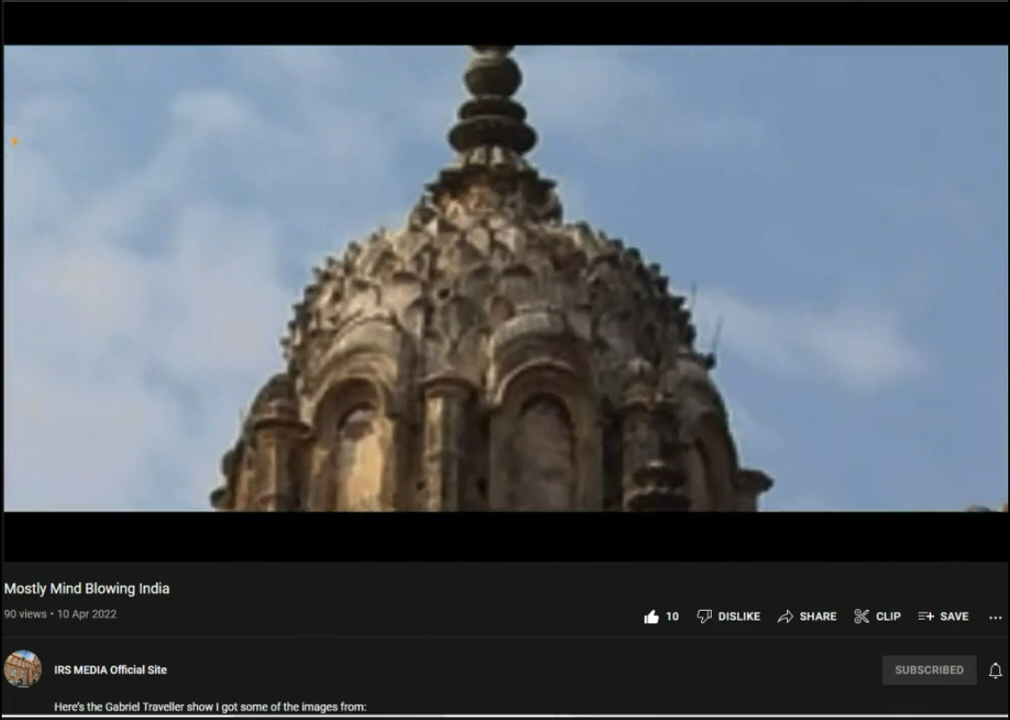 Mostly Mind Blowing India
90 views • 10 Apr 2022
10 DISLIKE SHARE CLIP SAVE
IRS MEDIA Official Site
SUBSCRIBED
Here's the Gabriel Traveller show I got some of the images from: